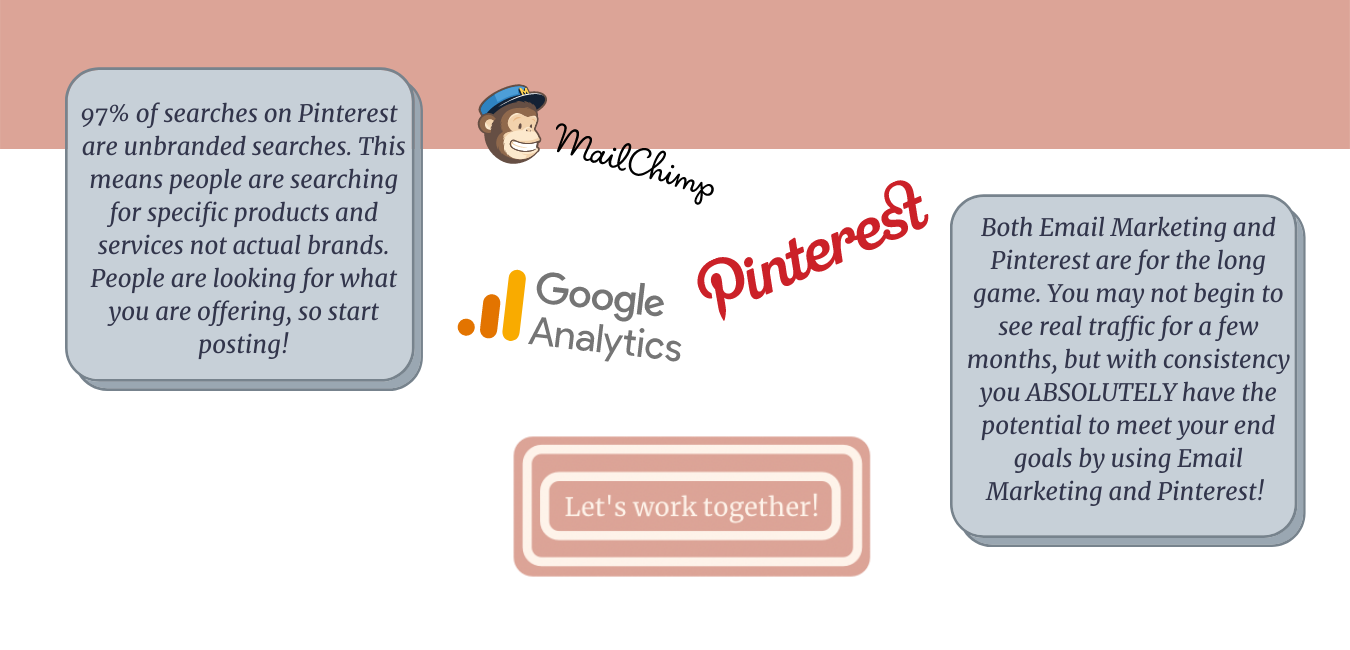 97% of searches on Pinterest
are unbranded searches. This
means people are searching
for specific products and
services not actual brands.
People are looking for what
you are offering, so start
posting!
M
MailChimp
Pinterest
Google
Analytics
Both Email Marketing and
Pinterest are for the long
game. You may not begin to
see real traffic for a few
months, but with consistency
you ABSOLUTELY have the
potential to meet your end
goals by using Email
Marketing and Pinterest!
Let's work together!